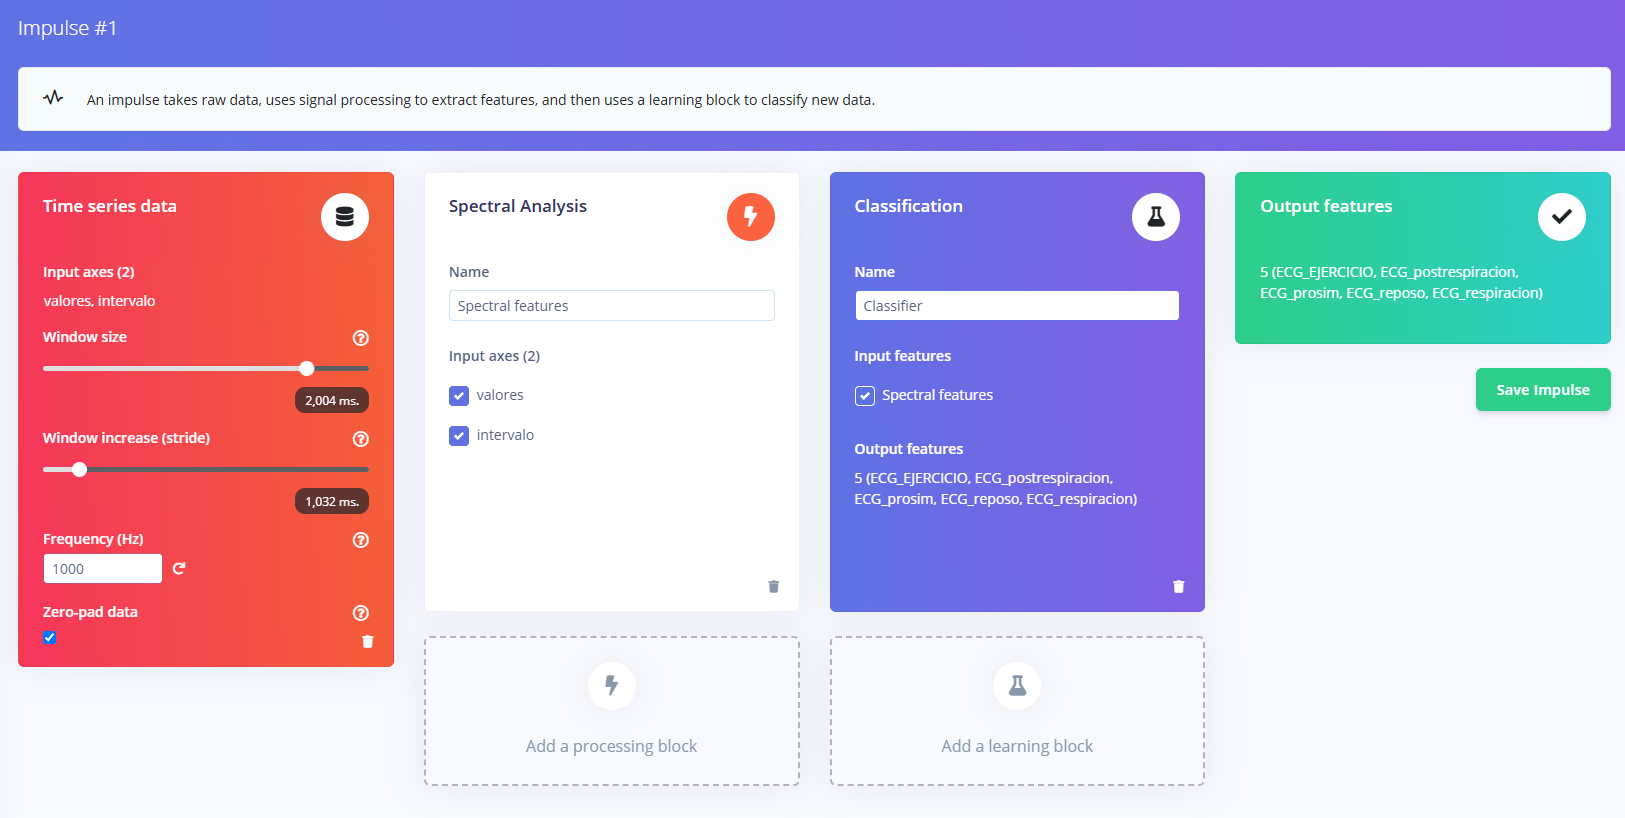 Impulse #1
An impulse takes raw data, uses signal processing to extract features, and then uses a learning block to classify new data.
Time series data
Input axes (2)
valores, intervalo
Window size
2,004 ms.
Window increase (stride)
1,032 ms.
Frequency (Hz)
1000
Zero-pad data
Spectral Analysis
Name
Spectral features
Input axes (2)
valores
intervalo
Add a processing block
Classification
Name
Classifier
Input features
Spectral features
Output features
5 (ECG_EJERCICIO, ECG_postrespiracion,
ECG_prosim, ECG_reposo, ECG_respiracion)
Add a learning block
Output features
5 (ECG_EJERCICIO, ECG_postrespiracion,
ECG_prosim, ECG_reposo, ECG_respiracion)
Save Impulse